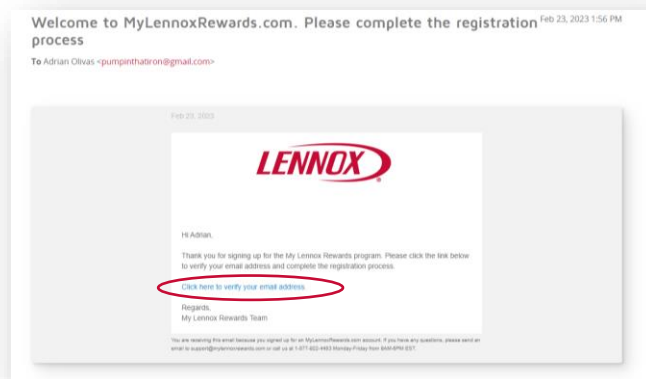 Welcome to MyLennoxRewards.com. Please complete the registration Feb 23, 2023 1:56 PM
process
To Adrian Olivas <pumpinthatiron@gmail.com>
Feb 23, 2023
LENNOX
Hi Adrian,
Thank you for signing up for the My Lennox Rewards program. Please click the link below
to verify your email address and complete the registration process.
Click here to verify your email address.
Regards,
My Lennox Rewards Team
You are receiving this email because you signed up for an MyLennoxRewards.com account. If you have any questions, please send an
email to support@mylennoxrewards.com or call us at Monday-Friday from 8AM-8PM EST.